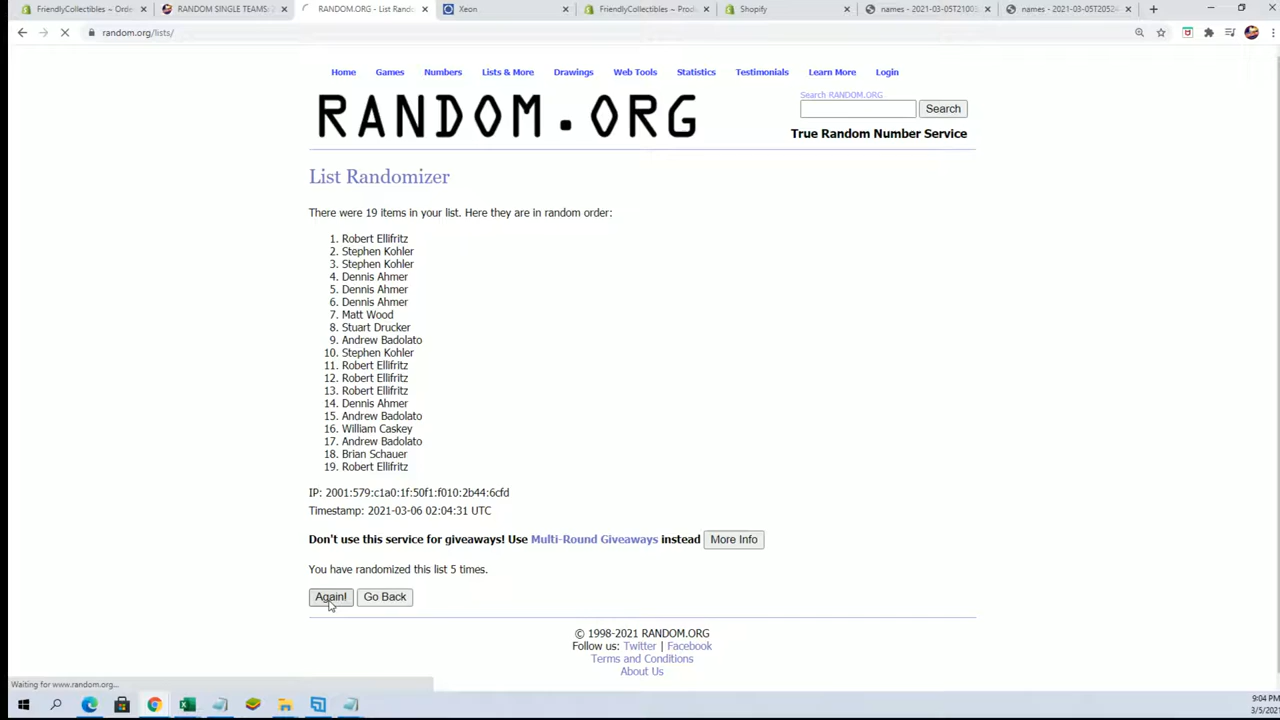 FriendlyCollectibles ~ Orde
RANDOM SINGLE TEAMS: 2
RANDOM.ORG - List Rando
Xeon
FriendlyCollectibles ~ Prod
Shopify
names - 2021-03-05T2100
names - 2021-03-05T2052
random.org/lists/
Home Games Numbers Lists & More Drawings Web Tools Statistics Testimonials Learn More Login
RANDOM.ORG
Search RANDOM.ORG
Search
True Random Number Service
List Randomizer
There were 19 items in your list. Here they are in random order:
1. Robert Ellifritz
2. Stephen Kohler
3. Stephen Kohler
4. Dennis Ahmer
5. Dennis Ahmer
6. Dennis Ahmer
7. Matt Wood
8. Stuart Drucker
9. Andrew Badolato
10. Stephen Kohler
11. Robert Ellifritz
12. Robert Ellifritz
13. Robert Ellifritz
14. Dennis Ahmer
15. Andrew Badolato
16. William Caskey
17. Andrew Badolato
18. Brian Schauer
19. Robert Ellifritz
IP: 2001:579:c1a0:1f:50f1:f010:2b44:6cfd
Timestamp: 2021-03-06 02:04:31 UTC
Don't use this service for giveaways! Use Multi-Round Giveaways instead More Info
You have randomized this list 5 times.
Again! Go Back
© 1998-2021 RANDOM.ORG
Follow us: Twitter | Facebook
Terms and Conditions
About Us
Waiting for www.random.org...
9:04 PM
3/5/2021